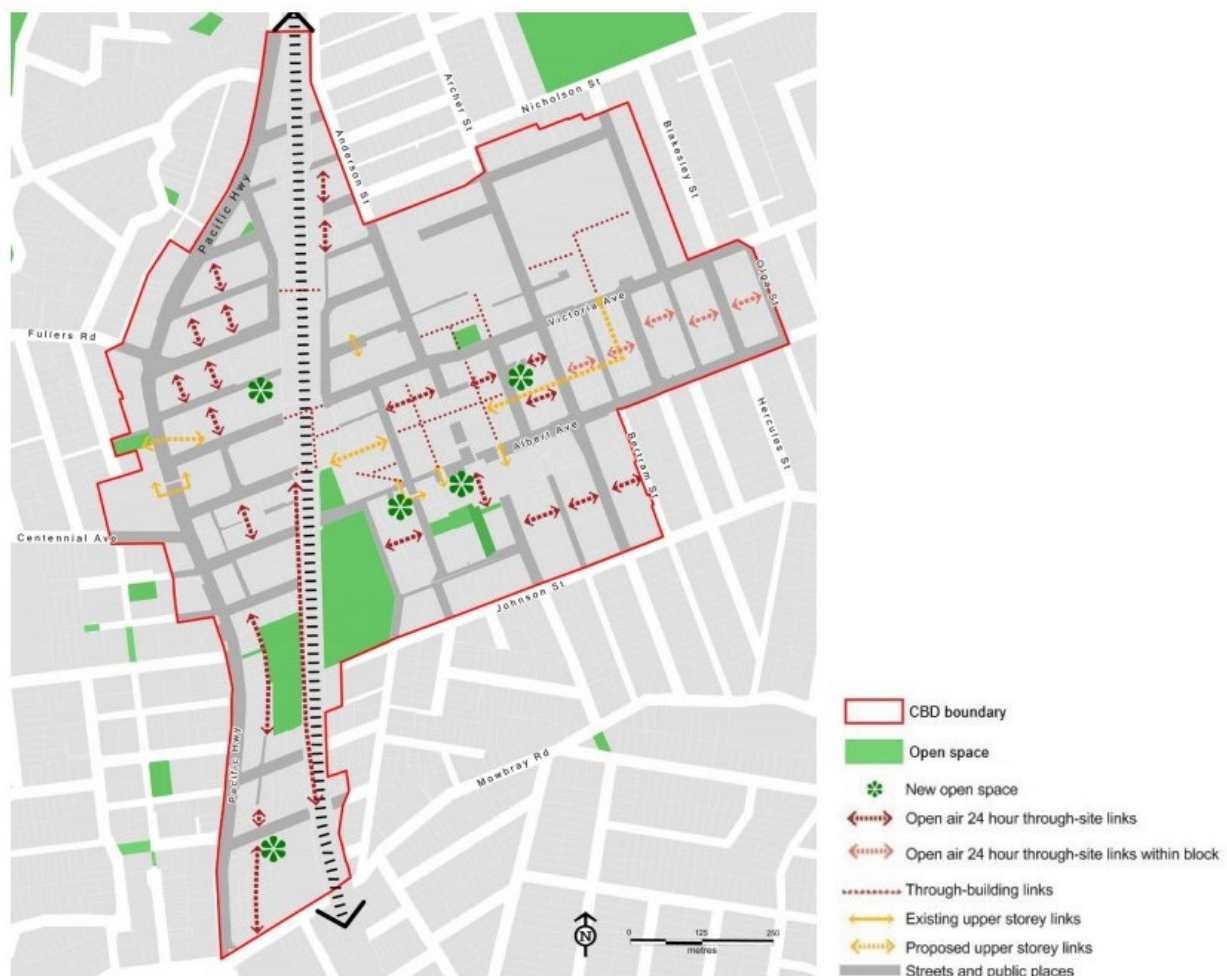 Nicholson St
Archer St
Anderson St
Blakesley St
Pacific Hwy
Olga St
Victoria Ave
Fullers Rd
Hercules St
Albert Ave
Bertram St
Centennial Ave
Johnson St
Mowbray Rd
Pacific Hwy
N
0 125 250
metres
CBD boundary
Open space
New open space
Open air 24 hour through-site links
Open air 24 hour through-site links within block
Through-building links
Existing upper storey links
Proposed upper storey links
Streets and public places